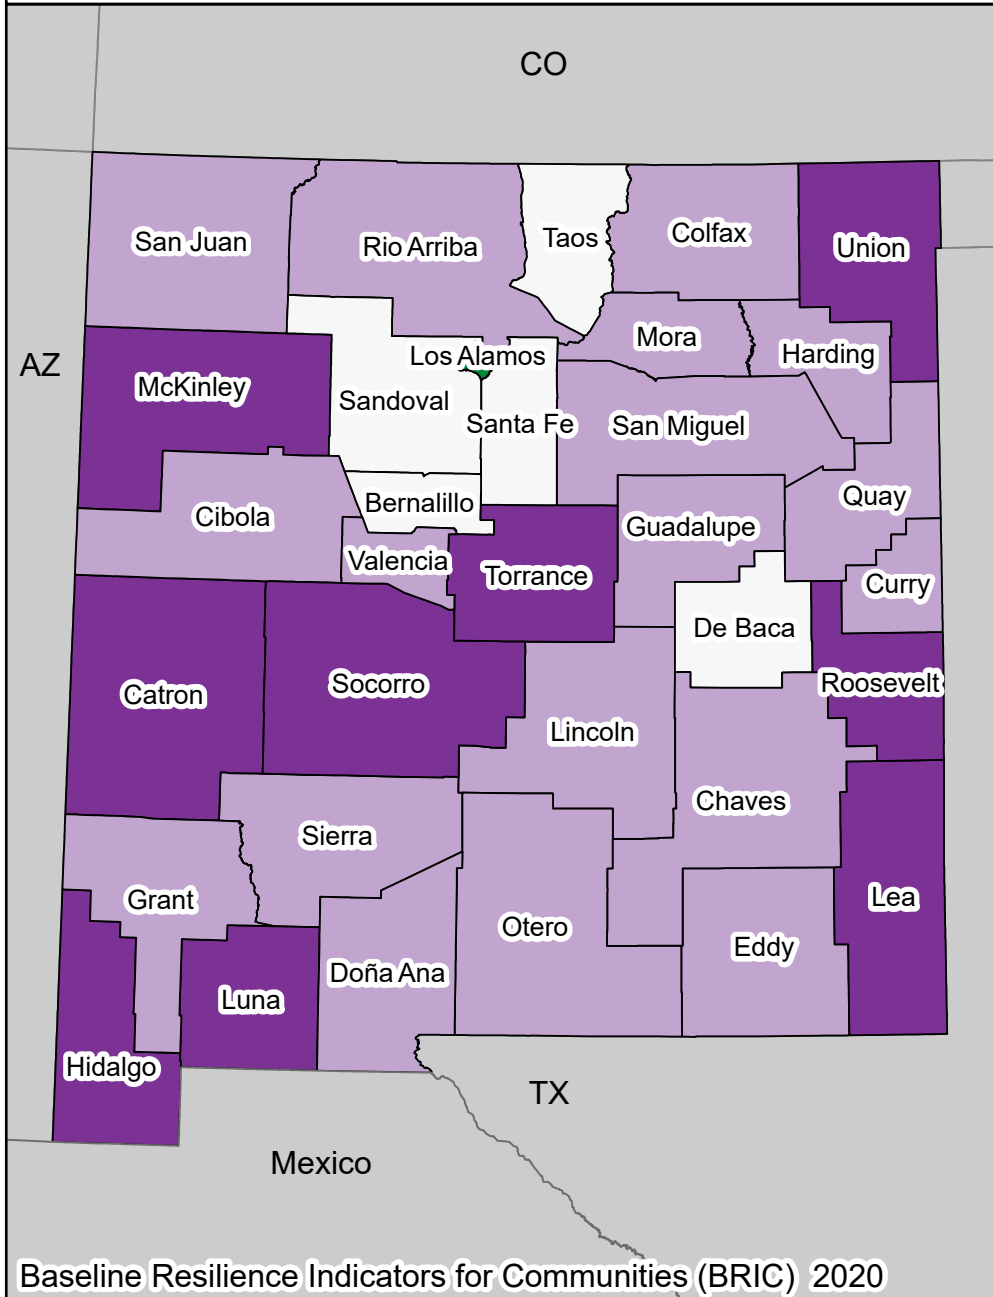 CO
San Juan
Rio Arriba
Taos
Colfax
Union
AZ
McKinley
Los Alamos
Mora
Harding
Sandoval
Santa Fe
San Miguel
Cibola
Bernalillo
Quay
Valencia
Guadalupe
Torrance
Curry
De Baca
Catron
Socorro
Roosevelt
Lincoln
Chaves
Sierra
Grant
Otero
Lea
Eddy
Doña Ana
Luna
Hidalgo
TX
Mexico
Baseline Resilience Indicators for Communities (BRIC) 2020